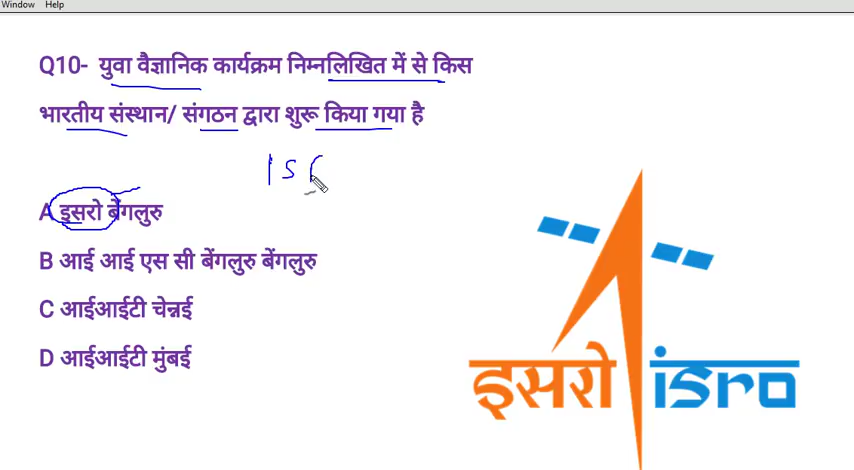 Window Help
Q10- युवा वैज्ञानिक कार्यक्रम निम्नलिखित में से किस
भारतीय संस्थान/ संगठन द्वारा शुरू किया गया है
IS
A इसरो बेंगलुरु
B आई आई एस सी बेंगलुरु बेंगलुरु
C आईआईटी चेन्नई
D आईआईटी मुंबई
इसरो isro